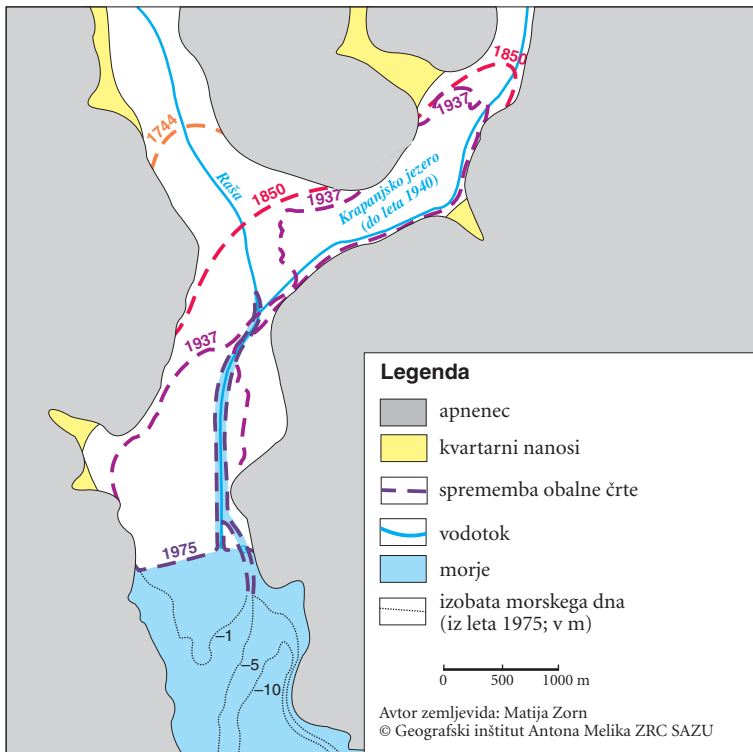 1850
1937
1744
Raša
1850
1937
Krapanjsko jezero
(do leta 1940)
1937
1975
–1
–5
–10
Legenda
apnenec
kvartarni nanosi
sprememba obalne črte
vodotok
morje
izobata morskega dna
(iz leta 1975; v m)
0 500 1000 m
Avtor zemljevida: Matija Zorn
© Geografski inštitut Antona Melika ZRC SAZU